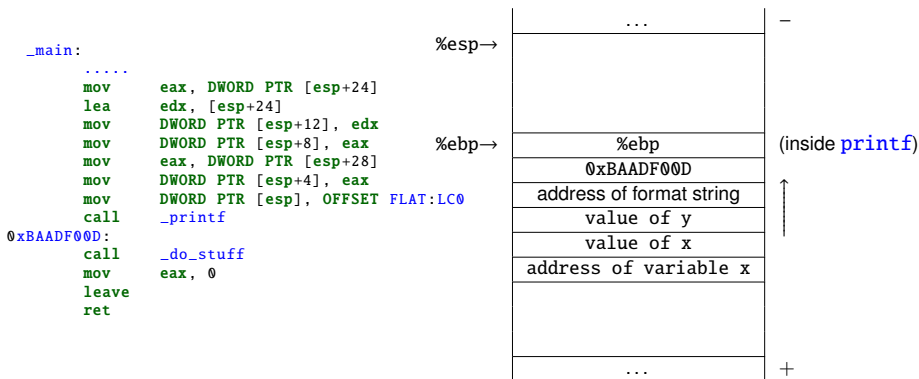 _main:
.....
mov eax, DWORD PTR [esp+24]
lea edx, [esp+24]
mov DWORD PTR [esp+12], edx
mov DWORD PTR [esp+8], eax
mov eax, DWORD PTR [esp+28]
mov DWORD PTR [esp+4], eax
mov DWORD PTR [esp], OFFSET FLAT:LC0
call _printf
0xBAADF00D:
call _do_stuff
mov eax, 0
leave
ret
... −
%esp→
%ebp→ %ebp (inside printf)
0xBAADF00D
address of format string
value of y
value of x
address of variable x
... +